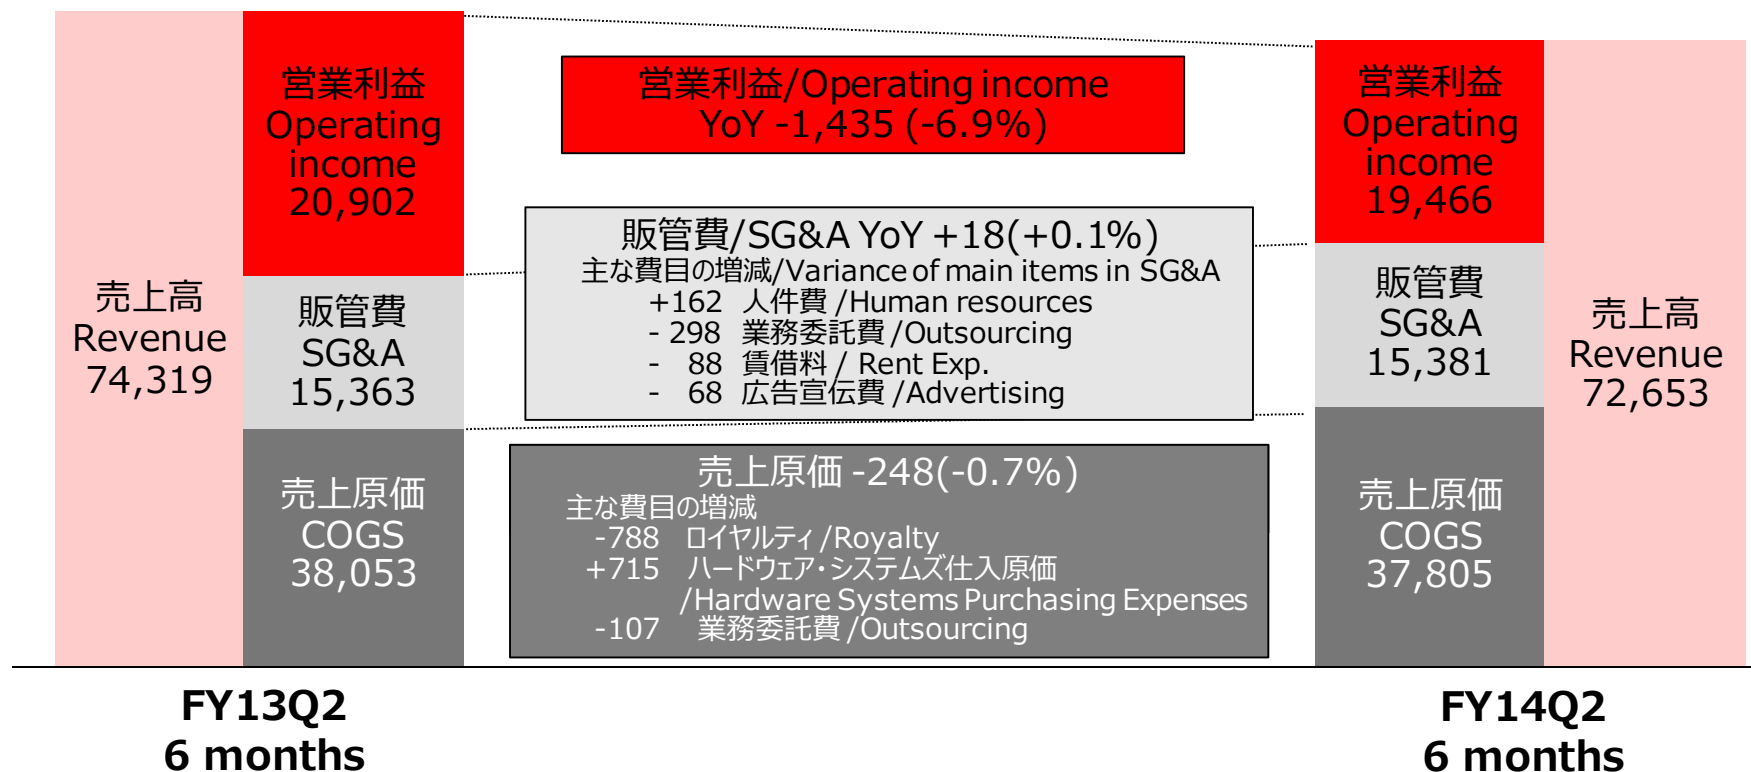 売上高
Revenue
74,319
営業利益
Operating
income
20,902
販管費
SG&A
15,363
売上原価
COGS
38,053
営業利益/Operating income
YoY -1,435 (-6.9%)
販管費/SG&A YoY +18(+0.1%)
主な費目の増減/Variance of main items in SG&A
+162 人件費 /Human resources
- 298 業務委託費 /Outsourcing
- 88 賃借料 / Rent Exp.
- 68 広告宣伝費 /Advertising
売上原価 -248(-0.7%)
主な費目の増減
-788 ロイヤルティ /Royalty
+715 ハードウェア・システムズ仕入原価
/Hardware Systems Purchasing Expenses
-107 業務委託費 /Outsourcing
営業利益
Operating
income
19,466
販管費
SG&A
15,381
売上原価
COGS
37,805
売上高
Revenue
72,653
FY13Q2
6 months
FY14Q2
6 months